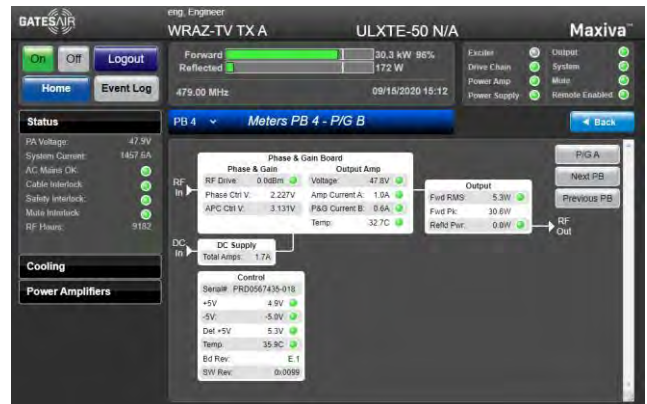 GATESAIR
eng, Engineer
WRAZ-TV TX A
ULXTE-50 N/A
Maxiva
On
Off
Logout
Home
Event Log
Forward
30.3 kW 96%
Reflected
172 W
479.00 MHz
09/15/2020 15:12
Exciter
Output
Drive Chain
System
Power Amp
Mute
Power Supply
Remote Enabled
Status
PB 4
Meters PB 4 - P/G B
Back
PA Voltage: 47.9V
System Current: 1457.6A
AC Mains OK:
Cable Interlock
Safety Interlock:
Mute Interlock
RF Hours: 9182
Cooling
Power Amplifiers
P/G A
Next PB
Previous PB
Phase & Gain Board
Phase & Gain
Output Amp
RF In
RF Drive: 0.0dBm
Voltage: 47.8V
Phase Ctrl V: 2.227V
Amp Current A: 1.0A
APC Ctrl V: 3.131V
P&G Current B: 0.6A
Temp: 32.7C
Output
Fwd RMS: 5.3W
Fwd Pk: 30.6W
Refld Pwr: 0.0W
RF Out
DC In
DC Supply
Total Amps: 1.7A
Control
Serial# PRD0567435-018
+5V 4.9V
-5V: -5.0V
Det +5V 5.3V
Temp: 35.9C
Bd Rev: E.1
SW Rev: 0x0099